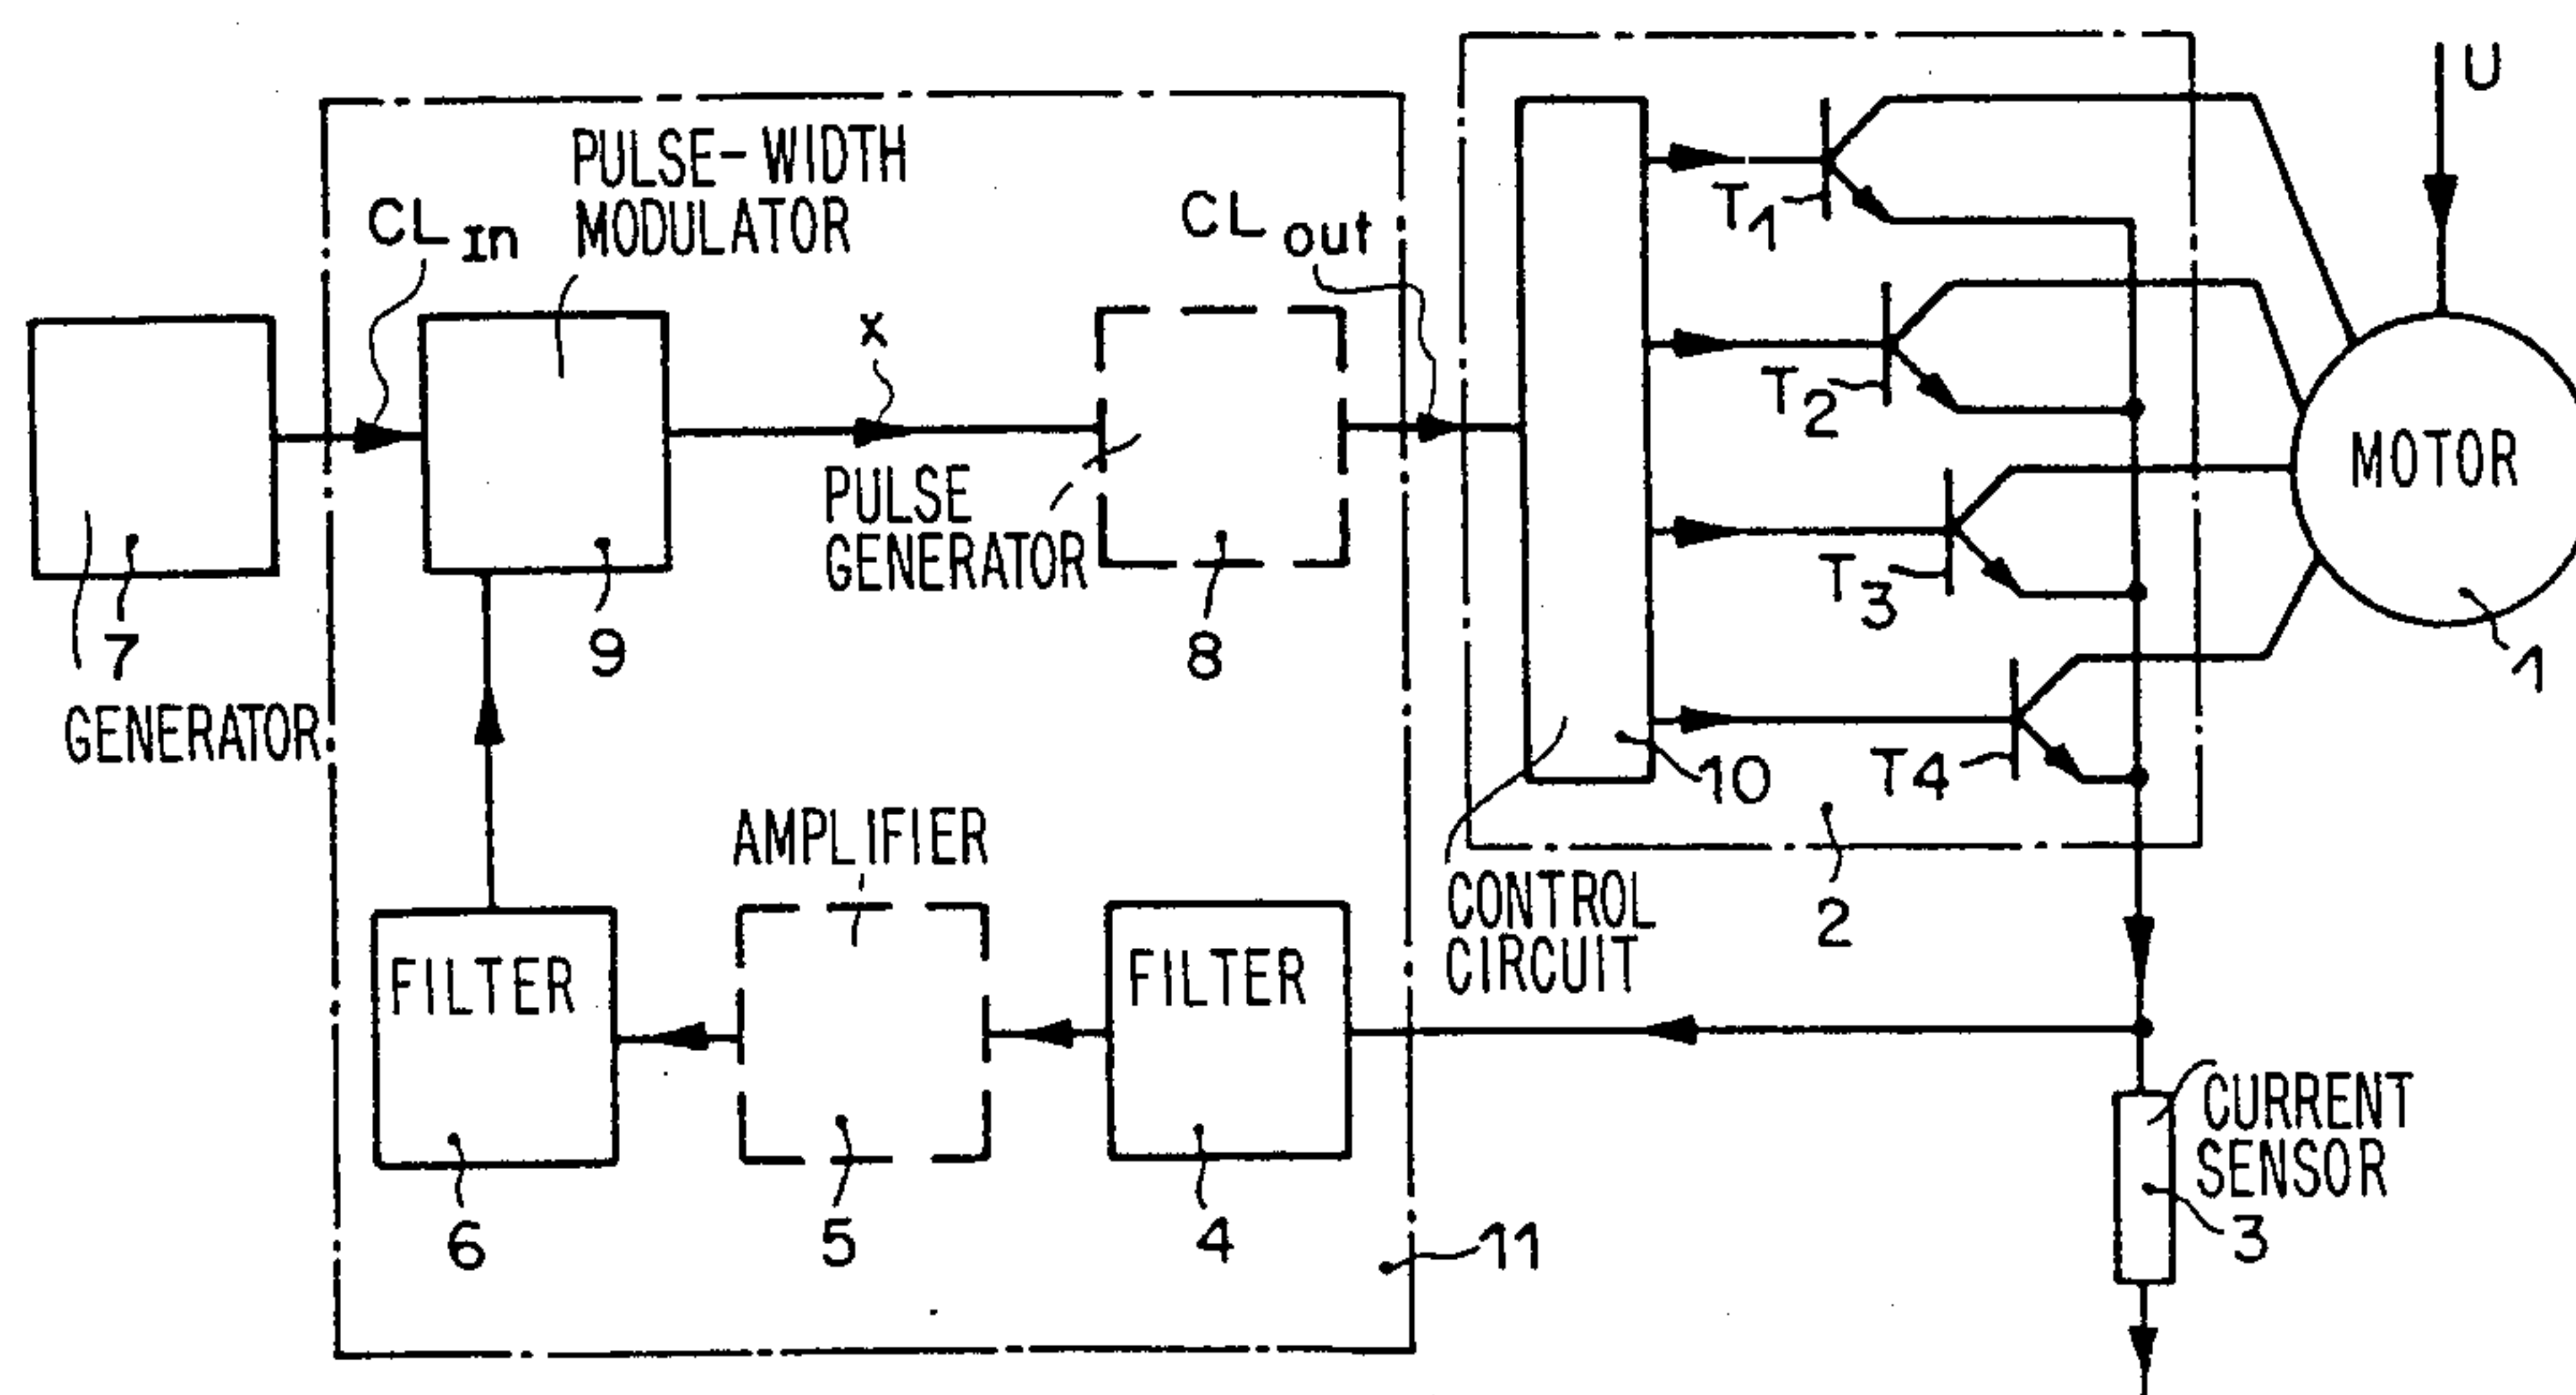 U
PULSE-WIDTH
MODULATOR
CL In
CL out
T1
x
T2
MOTOR
PULSE
GENERATOR
T3
7
9
8
1
GENERATOR
T4
10
AMPLIFIER
2
CONTROL
CIRCUIT
FILTER
FILTER
CURRENT
SENSOR
6
5
4
11
3